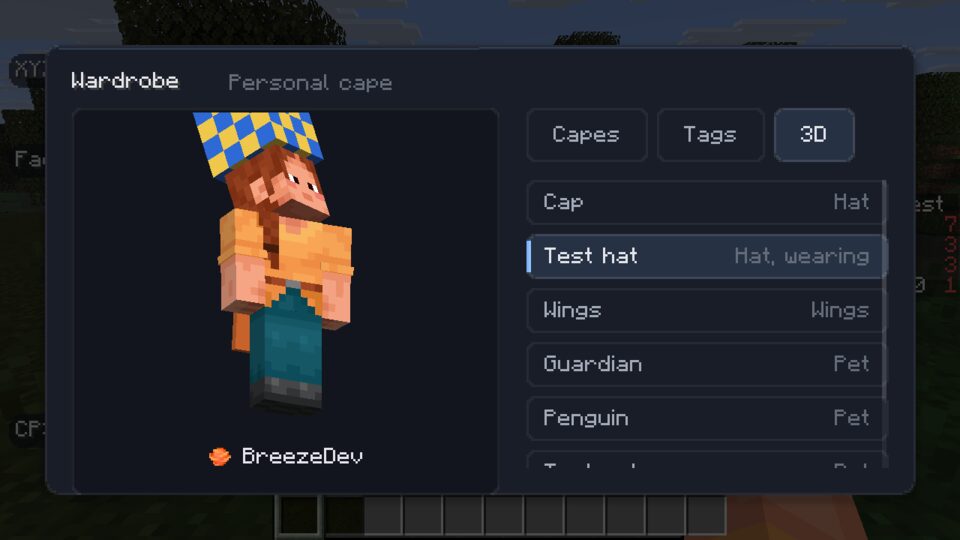 Wardrobe
Personal cape
XYZ
Capes
Tags
3D
Cap
Hat
Test hat
Hat, wearing
Wings
Wings
Guardian
Pet
Penguin
Pet
BreezeDev